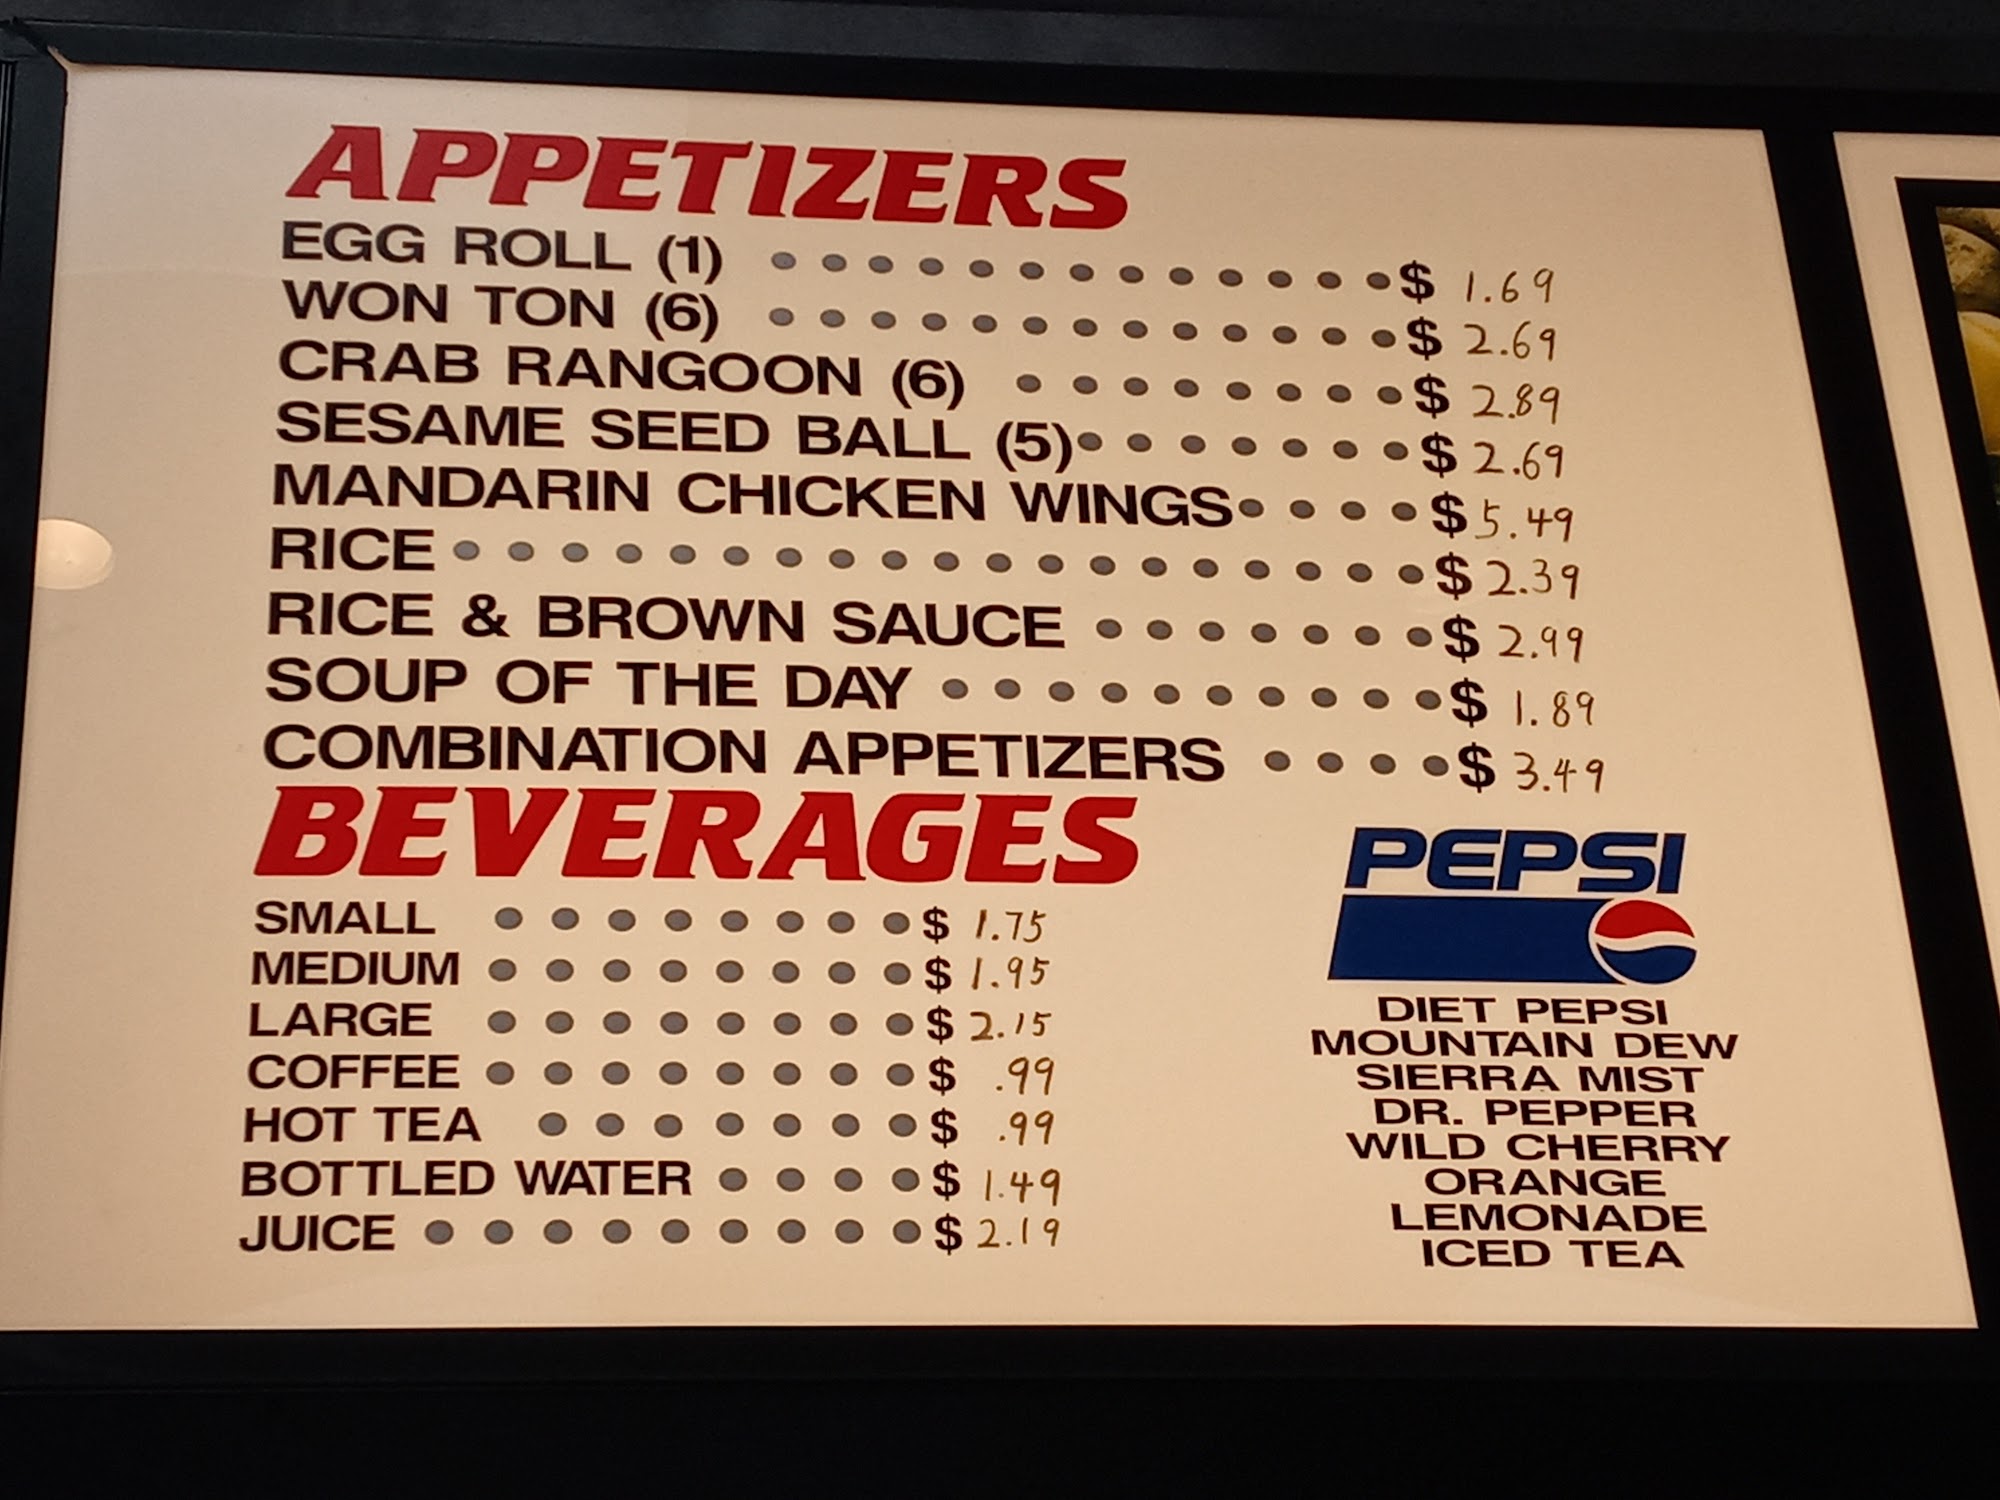 APPETIZERS
EGG ROLL (1) $ 1.69
WON TON (6) $ 2.69
CRAB RANGOON (6) $ 2.89
SESAME SEED BALL (5) $ 2.69
MANDARIN CHICKEN WINGS $ 5.49
RICE $ 2.39
RICE & BROWN SAUCE $ 2.99
SOUP OF THE DAY $ 1.89
COMBINATION APPETIZERS $ 3.49
BEVERAGES
SMALL $ 1.75
MEDIUM $ 1.95
LARGE $ 2.15
COFFEE $ .99
HOT TEA $ .99
BOTTLED WATER $ 1.49
JUICE $ 2.19
PEPSI
DIET PEPSI
MOUNTAIN DEW
SIERRA MIST
DR. PEPPER
WILD CHERRY
ORANGE
LEMONADE
ICED TEA